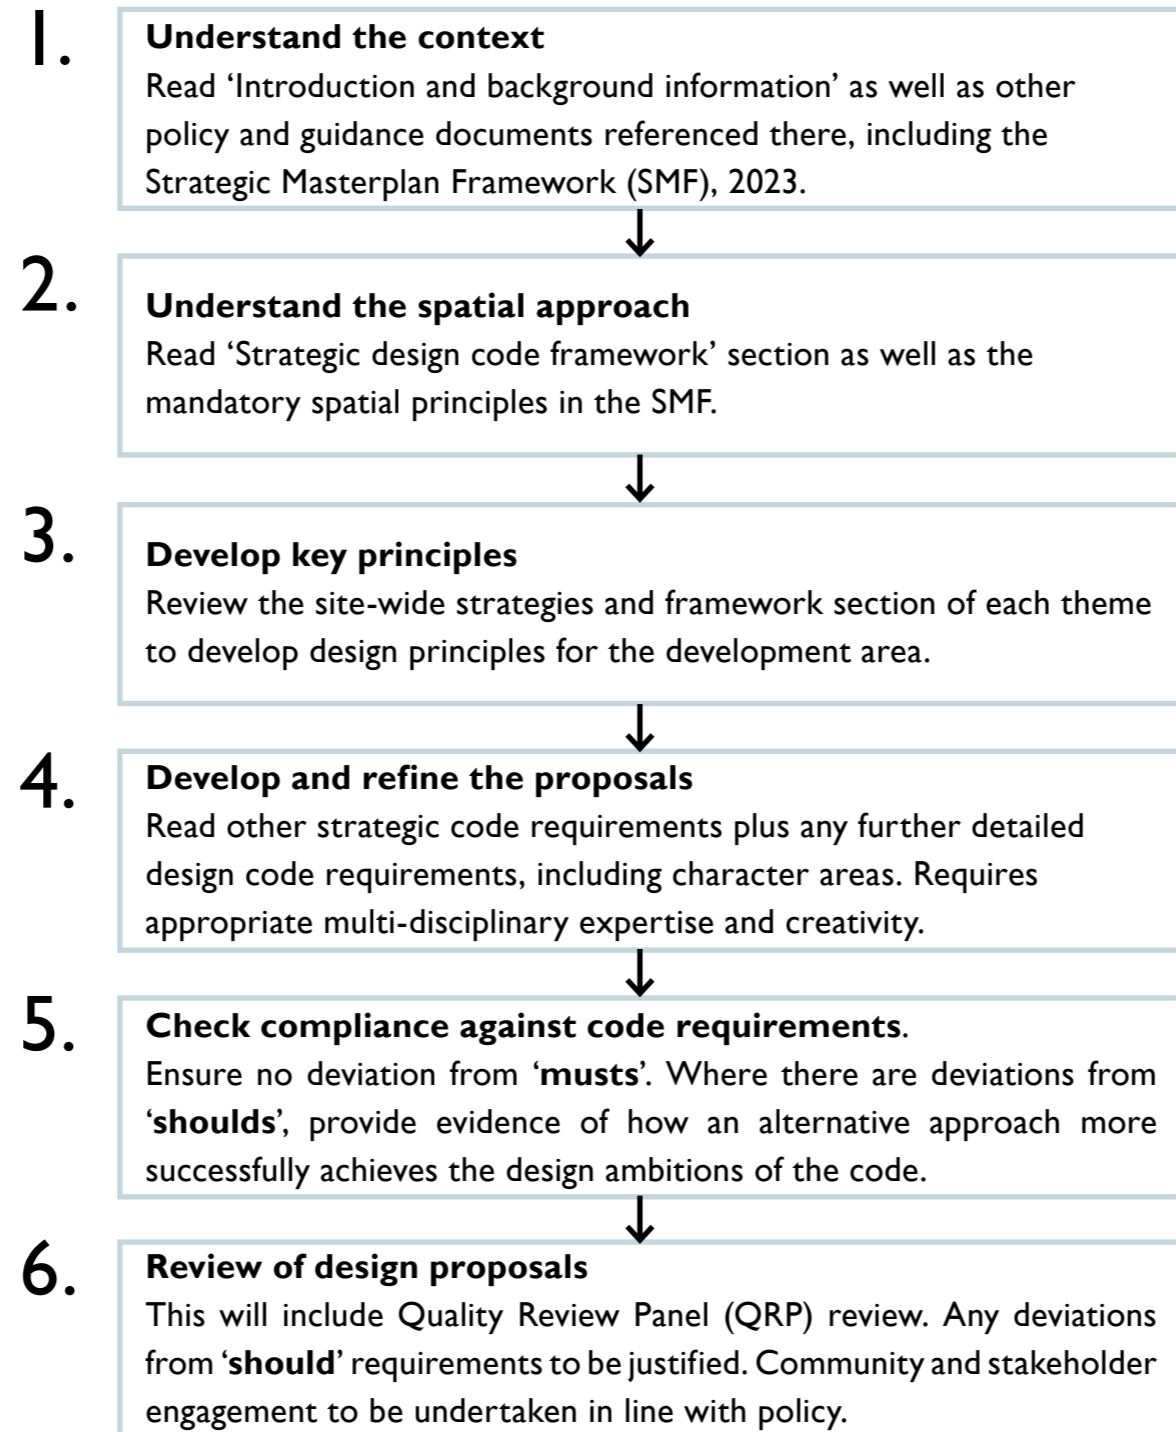 1.
Understand the context
Read ‘Introduction and background information’ as well as other
policy and guidance documents referenced there, including the
Strategic Masterplan Framework (SMF), 2023.
2.
Understand the spatial approach
Read ‘Strategic design code framework’ section as well as the
mandatory spatial principles in the SMF.
3.
Develop key principles
Review the site-wide strategies and framework section of each theme
to develop design principles for the development area.
4.
Develop and refine the proposals
Read other strategic code requirements plus any further detailed
design code requirements, including character areas. Requires
appropriate multi-disciplinary expertise and creativity.
5.
Check compliance against code requirements.
Ensure no deviation from ‘musts’. Where there are deviations from
‘shoulds’, provide evidence of how an alternative approach more
successfully achieves the design ambitions of the code.
6.
Review of design proposals
This will include Quality Review Panel (QRP) review. Any deviations
from ‘should’ requirements to be justified. Community and stakeholder
engagement to be undertaken in line with policy.